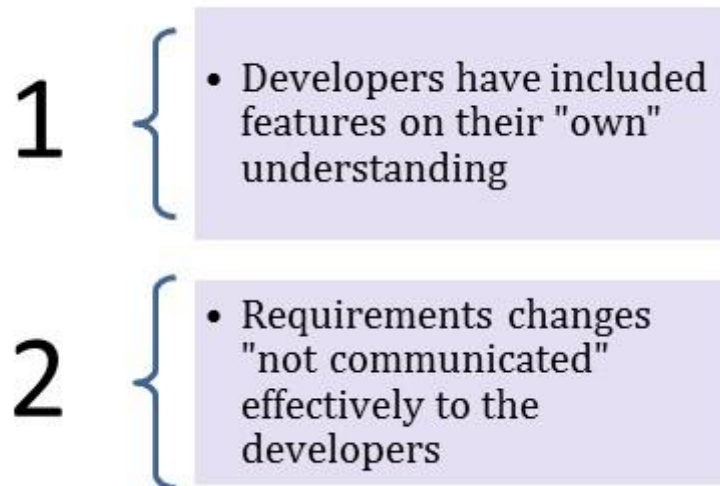 1
• Developers have included
features on their "own"
understanding
2
• Requirements changes
"not communicated"
effectively to the
developers